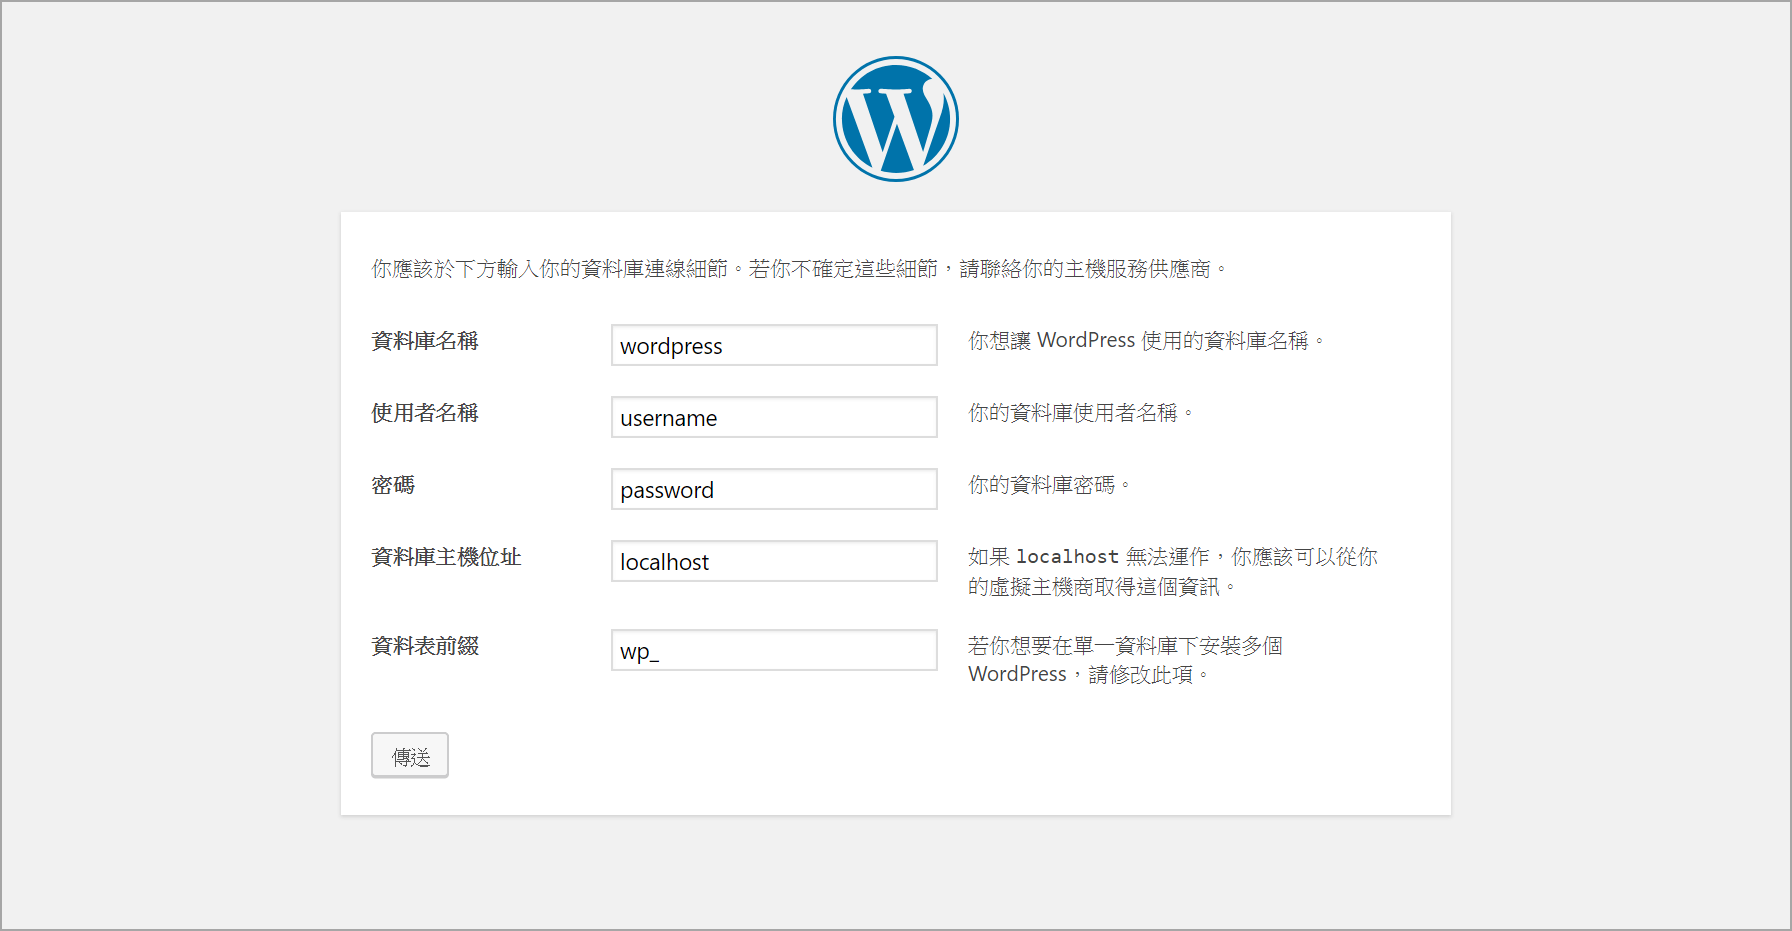 你應該於下方輸入你的資料庫連線細節。若你不確定這些細節，請聯絡你的主機服務供應商。
資料庫名稱 wordpress 你想讓 WordPress 使用的資料庫名稱。
使用者名稱 username 你的資料庫使用者名稱。
密碼 password 你的資料庫密碼。
資料庫主機位址 localhost 如果 localhost 無法運作，你應該可以從你
的虛擬主機商取得這個資訊。
資料表前綴 wp_ 若你想要在單一資料庫下安裝多個
WordPress，請修改此項。
傳送